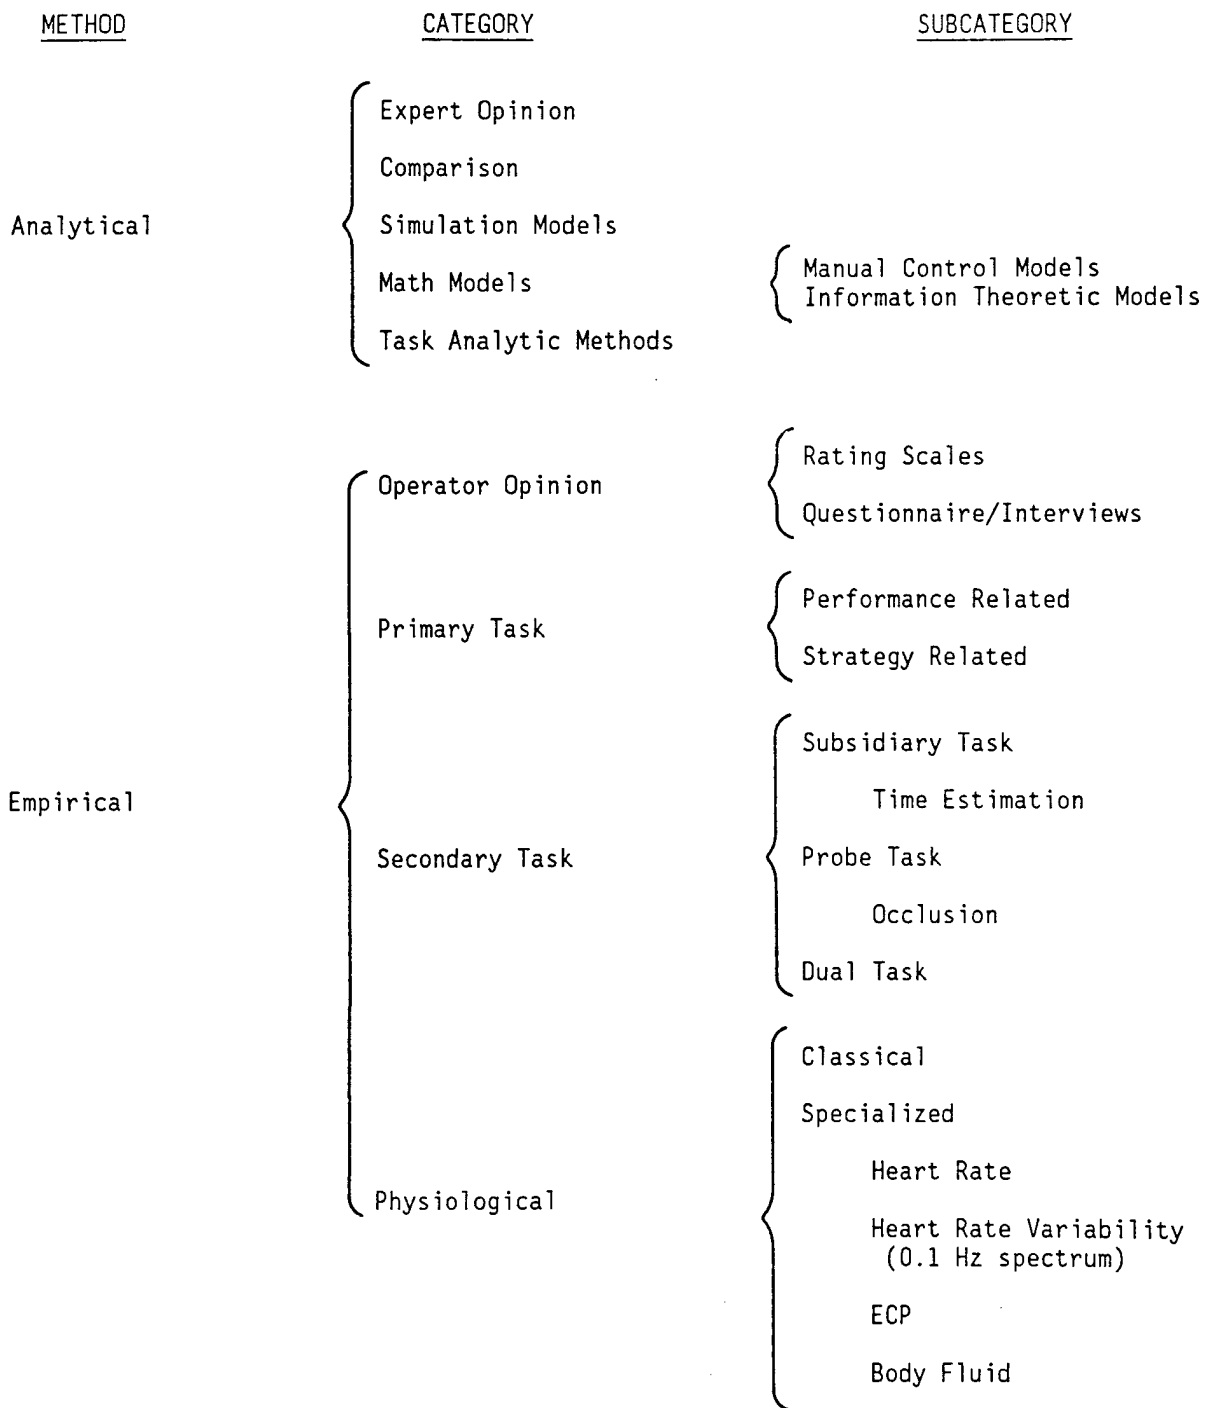 METHOD CATEGORY SUBCATEGORY
Expert Opinion
Comparison
Analytical Simulation Models
Manual Control Models
Math Models
Information Theoretic Models
Task Analytic Methods
Rating Scales
Operator Opinion
Questionnaire/Interviews
Performance Related
Primary Task
Strategy Related
Subsidiary Task
Empirical Time Estimation
Secondary Task Probe Task
Occlusion
Dual Task
Classical
Specialized
Heart Rate
Physiological
Heart Rate Variability
(0.1 Hz spectrum)
ECP
Body Fluid